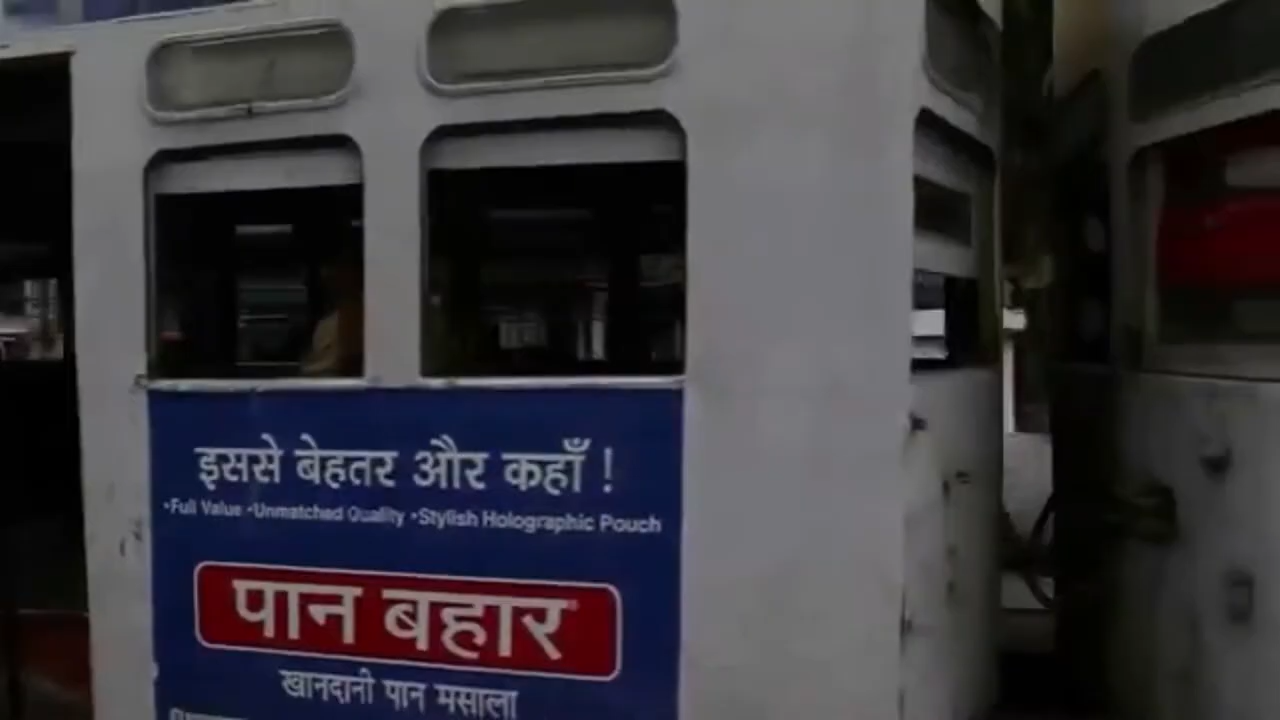 इससे बेहतर और कहाँ !
•Full Value •Unmatched Quality •Stylish Holographic Pouch
पान बहार
खानदानी पान मसाला